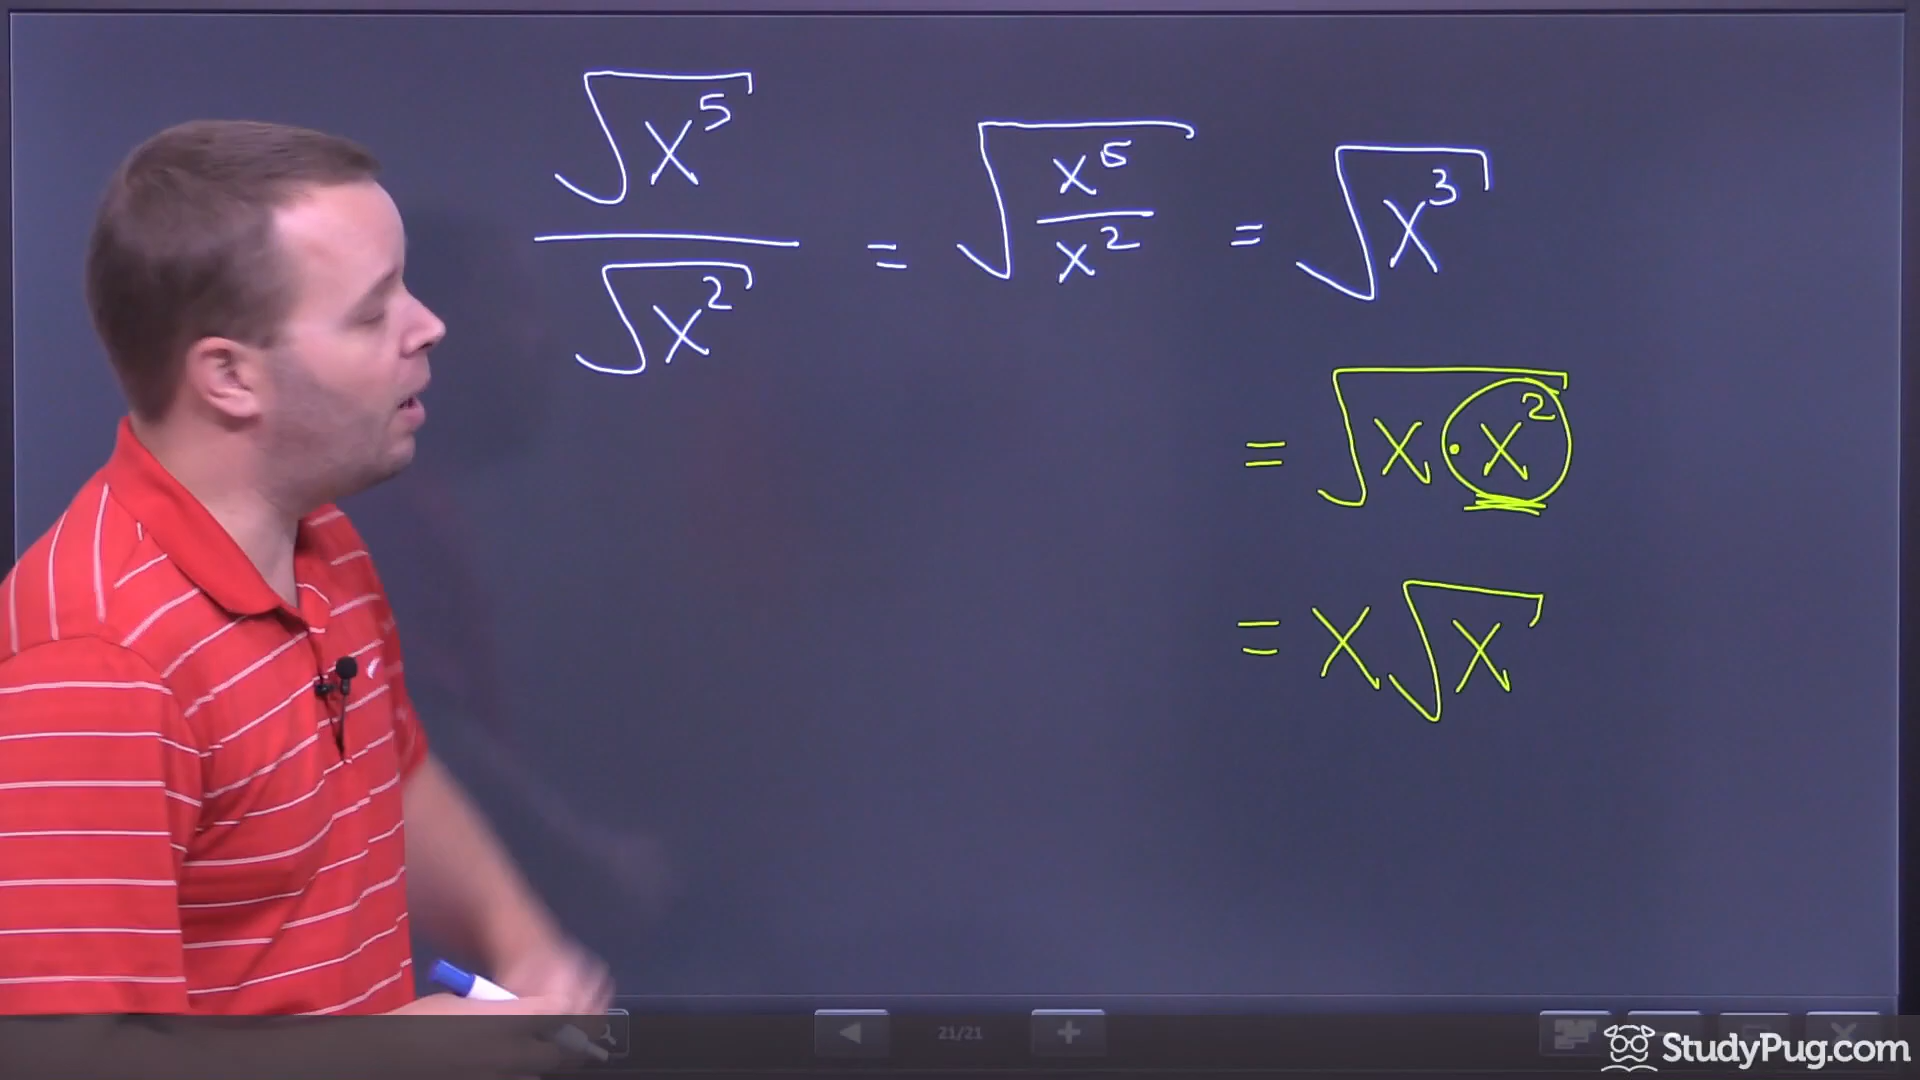 √x⁵ / √x² = √(x⁵ / x²) = √x³
= √x · x²
= x√x
21/21
StudyPug.com